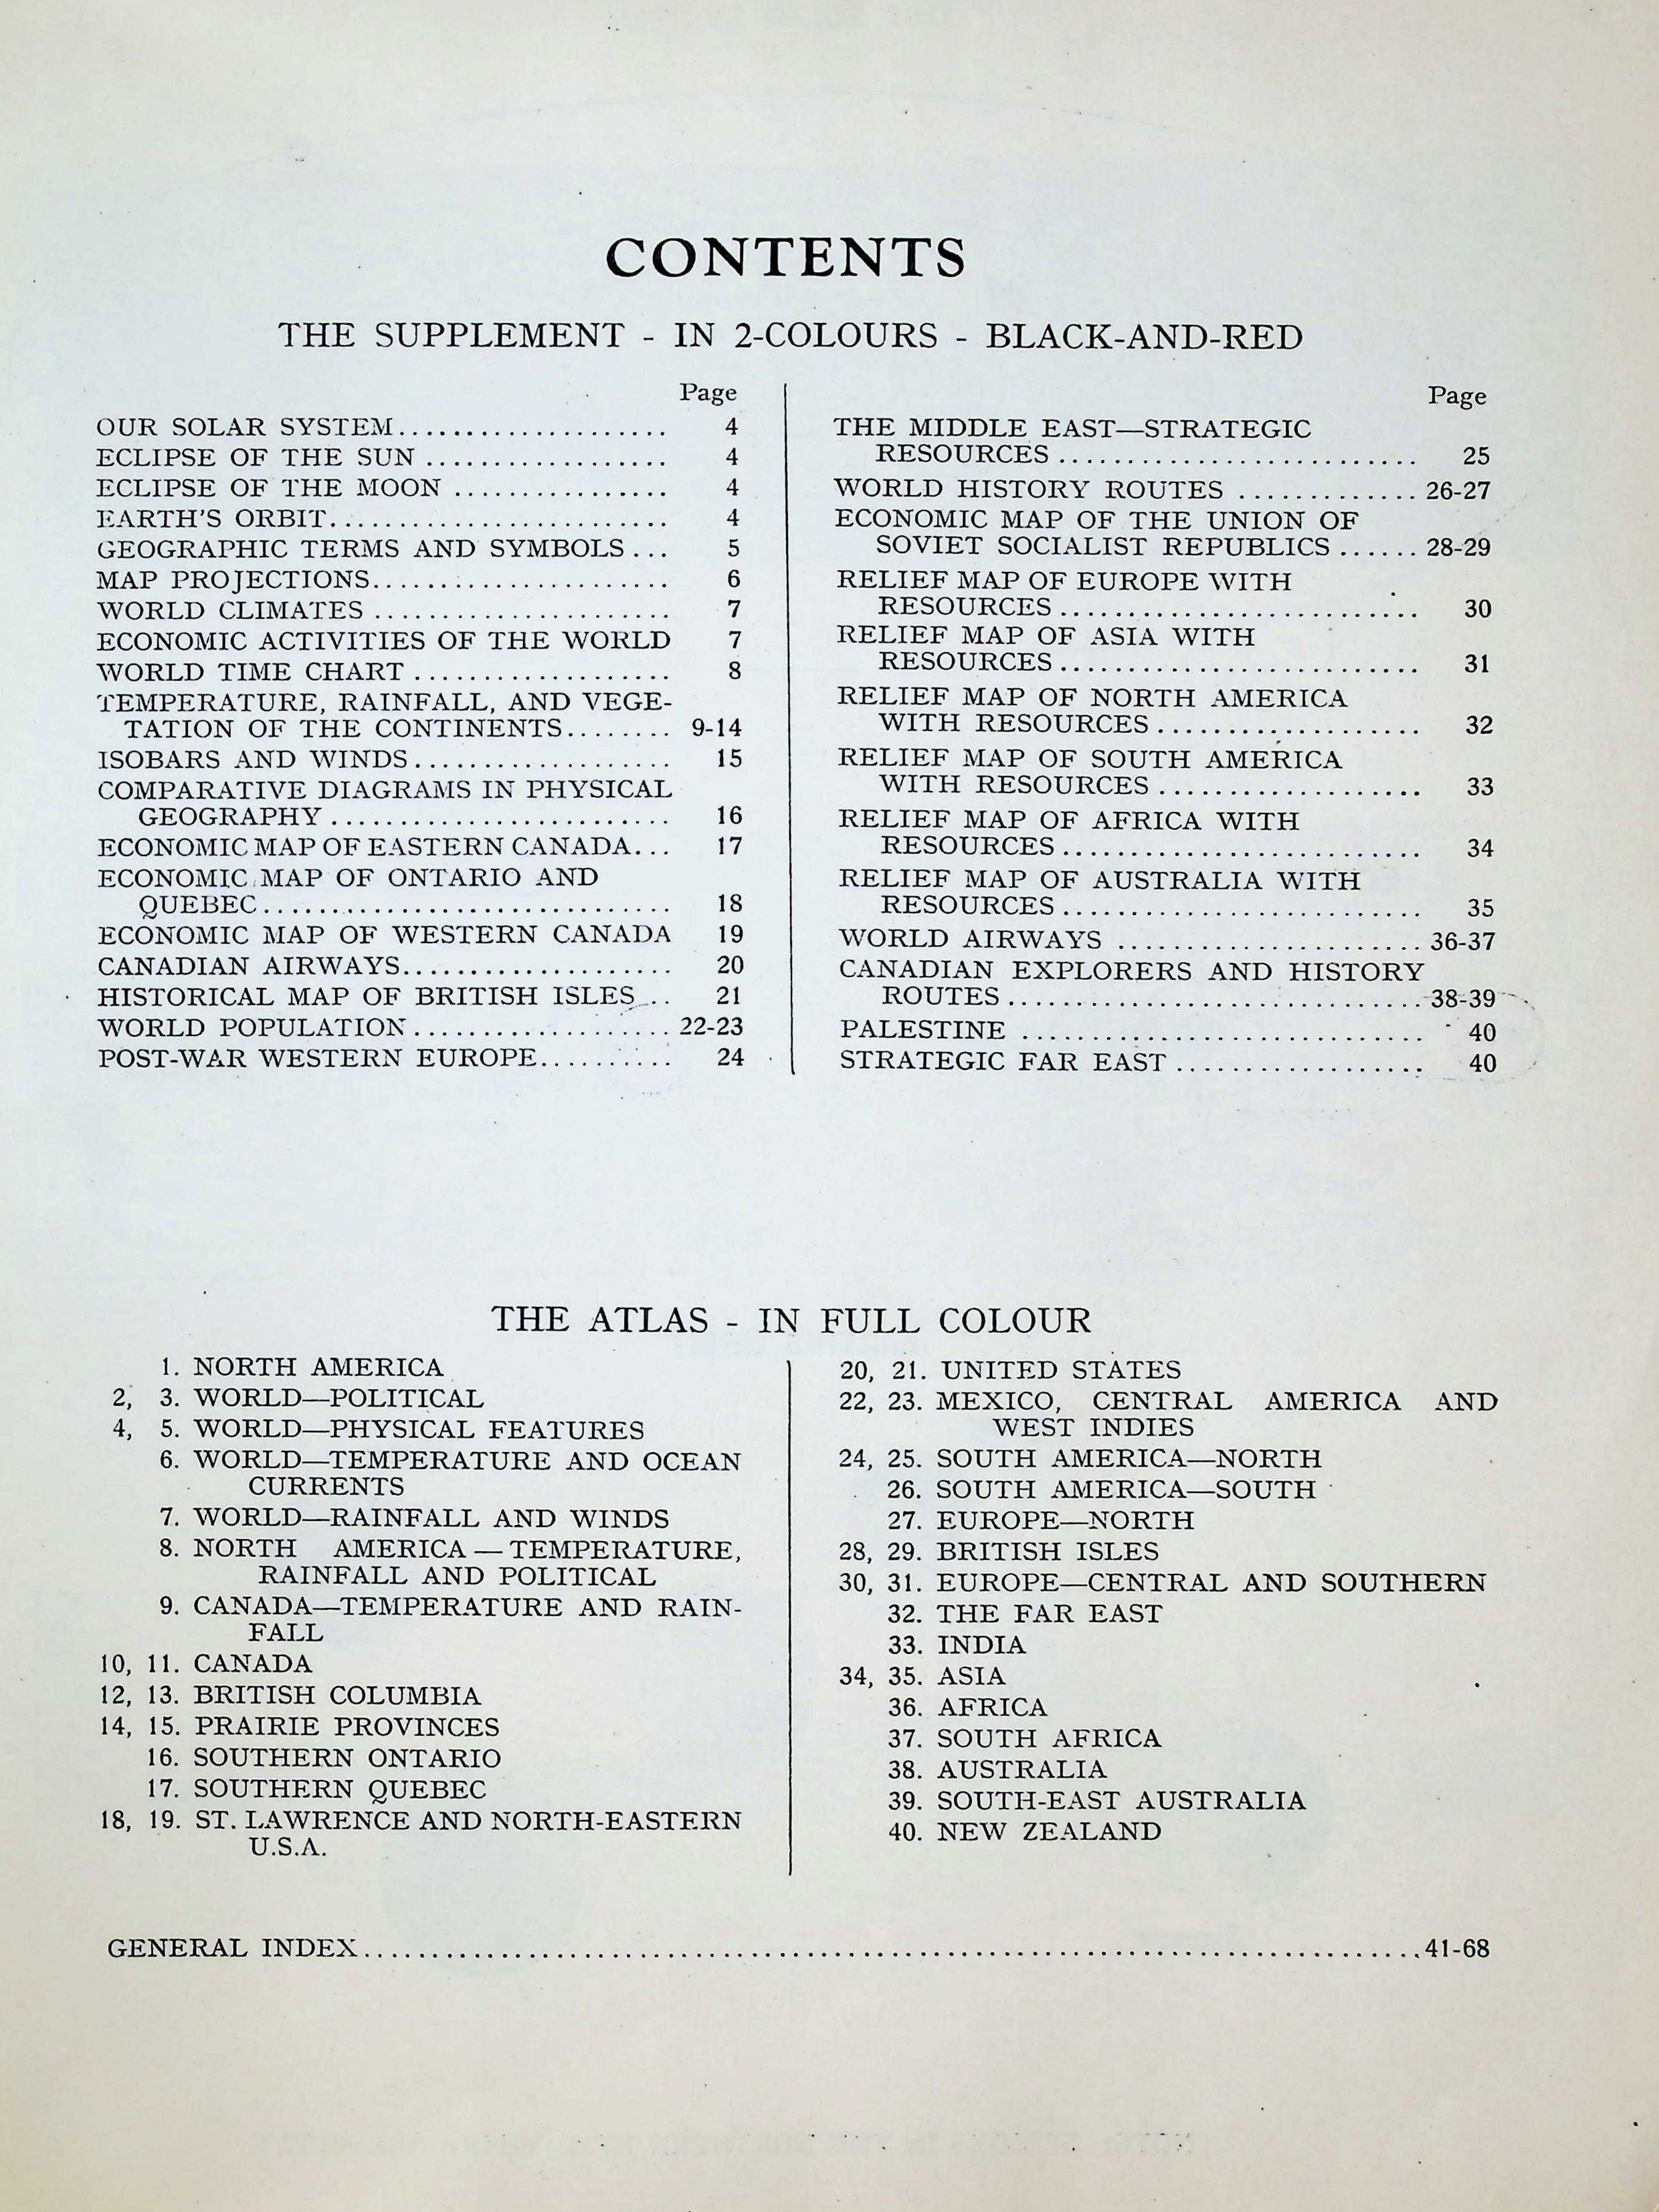 CONTENTS
THE SUPPLEMENT - IN 2-COLOURS - BLACK-AND-RED
Page
OUR SOLAR SYSTEM.................... 4
ECLIPSE OF THE SUN .................. 4
ECLIPSE OF THE MOON ................ 4
EARTH'S ORBIT......................... 4
GEOGRAPHIC TERMS AND SYMBOLS... 5
MAP PROJECTIONS...................... 6
WORLD CLIMATES ...................... 7
ECONOMIC ACTIVITIES OF THE WORLD 7
WORLD TIME CHART ................... 8
TEMPERATURE, RAINFALL, AND VEGE-
TATION OF THE CONTINENTS........ 9-14
ISOBARS AND WINDS................... 15
COMPARATIVE DIAGRAMS IN PHYSICAL
GEOGRAPHY ......................... 16
ECONOMIC MAP OF EASTERN CANADA... 17
ECONOMIC MAP OF ONTARIO AND
QUEBEC.............................. 18
ECONOMIC MAP OF WESTERN CANADA 19
CANADIAN AIRWAYS.................... 20
HISTORICAL MAP OF BRITISH ISLES... 21
WORLD POPULATION................... 22-23
POST-WAR WESTERN EUROPE.......... 24
Page
THE MIDDLE EAST—STRATEGIC
RESOURCES ........................... 25
WORLD HISTORY ROUTES ............. 26-27
ECONOMIC MAP OF THE UNION OF
SOVIET SOCIALIST REPUBLICS ...... 28-29
RELIEF MAP OF EUROPE WITH
RESOURCES........................... 30
RELIEF MAP OF ASIA WITH
RESOURCES........................... 31
RELIEF MAP OF NORTH AMERICA
WITH RESOURCES.................... 32
RELIEF MAP OF SOUTH AMERICA
WITH RESOURCES ................... 33
RELIEF MAP OF AFRICA WITH
RESOURCES........................... 34
RELIEF MAP OF AUSTRALIA WITH
RESOURCES........................... 35
WORLD AIRWAYS ...................... 36-37
CANADIAN EXPLORERS AND HISTORY
ROUTES............................... 38-39
PALESTINE .............................. 40
STRATEGIC FAR EAST .................. 40
THE ATLAS - IN FULL COLOUR
1. NORTH AMERICA
2, 3. WORLD—POLITICAL
4, 5. WORLD—PHYSICAL FEATURES
6. WORLD—TEMPERATURE AND OCEAN
CURRENTS
7. WORLD—RAINFALL AND WINDS
8. NORTH AMERICA — TEMPERATURE,
RAINFALL AND POLITICAL
9. CANADA—TEMPERATURE AND RAIN-
FALL
10, 11. CANADA
12, 13. BRITISH COLUMBIA
14, 15. PRAIRIE PROVINCES
16. SOUTHERN ONTARIO
17. SOUTHERN QUEBEC
18, 19. ST. LAWRENCE AND NORTH-EASTERN
U.S.A.
20, 21. UNITED STATES
22, 23. MEXICO, CENTRAL AMERICA AND
WEST INDIES
24, 25. SOUTH AMERICA—NORTH
26. SOUTH AMERICA—SOUTH
27. EUROPE—NORTH
28, 29. BRITISH ISLES
30, 31. EUROPE—CENTRAL AND SOUTHERN
32. THE FAR EAST
33. INDIA
34, 35. ASIA
36. AFRICA
37. SOUTH AFRICA
38. AUSTRALIA
39. SOUTH-EAST AUSTRALIA
40. NEW ZEALAND
GENERAL INDEX............................................................................... 41-68